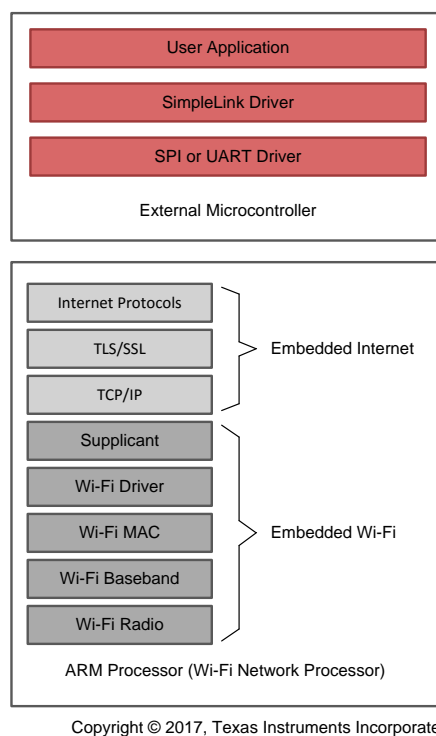 User Application
SimpleLink Driver
SPI or UART Driver
External Microcontroller
Internet Protocols
TLS/SSL
TCP/IP
Embedded Internet
Supplicant
Wi-Fi Driver
Wi-Fi MAC
Wi-Fi Baseband
Wi-Fi Radio
Embedded Wi-Fi
ARM Processor (Wi-Fi Network Processor)
Copyright © 2017, Texas Instruments Incorporate